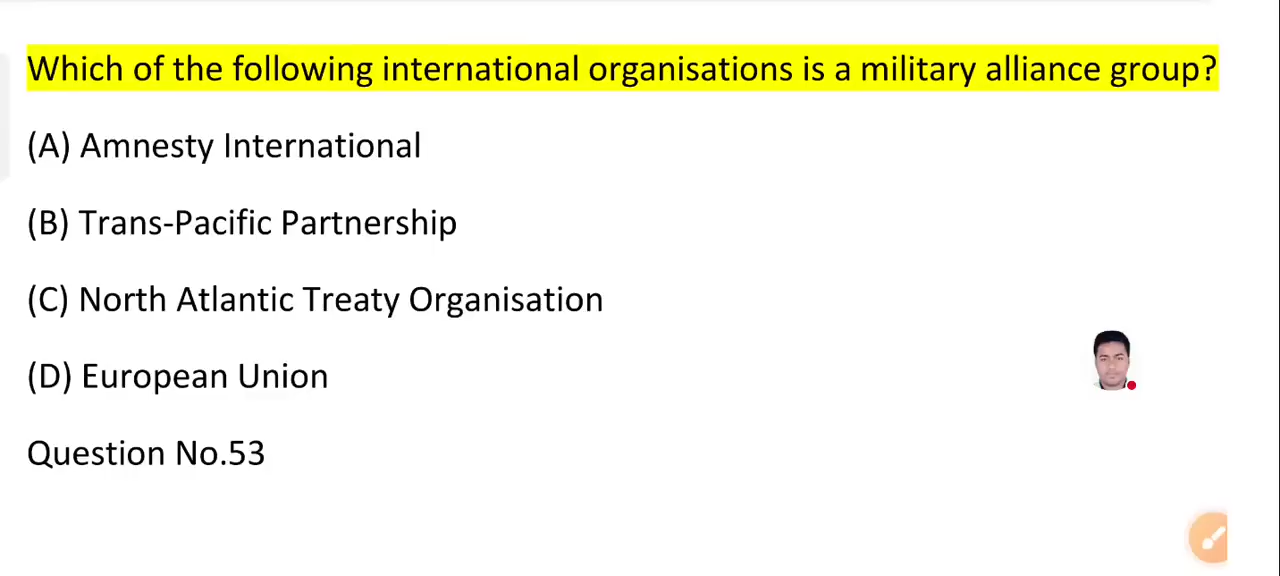 Which of the following international organisations is a military alliance group?
(A) Amnesty International
(B) Trans-Pacific Partnership
(C) North Atlantic Treaty Organisation
(D) European Union
Question No.53